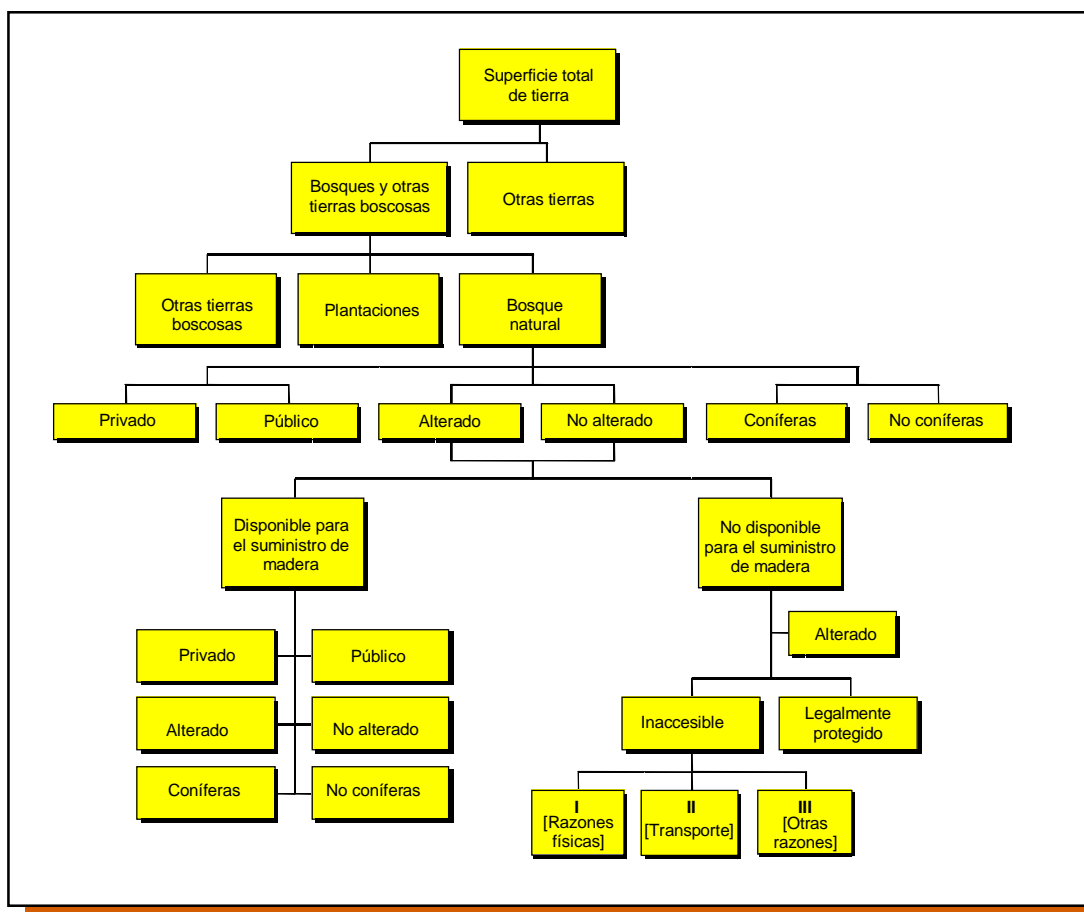 Superficie total
de tierra
Bosques y otras
tierras boscosas
Otras tierras
Otras tierras
boscosas
Plantaciones
Bosque
natural
Privado
Público
Alterado
No alterado
Coníferas
No coníferas
Disponible para
el suministro de
madera
No disponible
para el suministro
de madera
Alterado
Privado
Público
Alterado
No alterado
Coníferas
No coníferas
Inaccesible
Legalmente
protegido
I
[Razones
físicas]
II
[Transporte]
III
[Otras
razones]